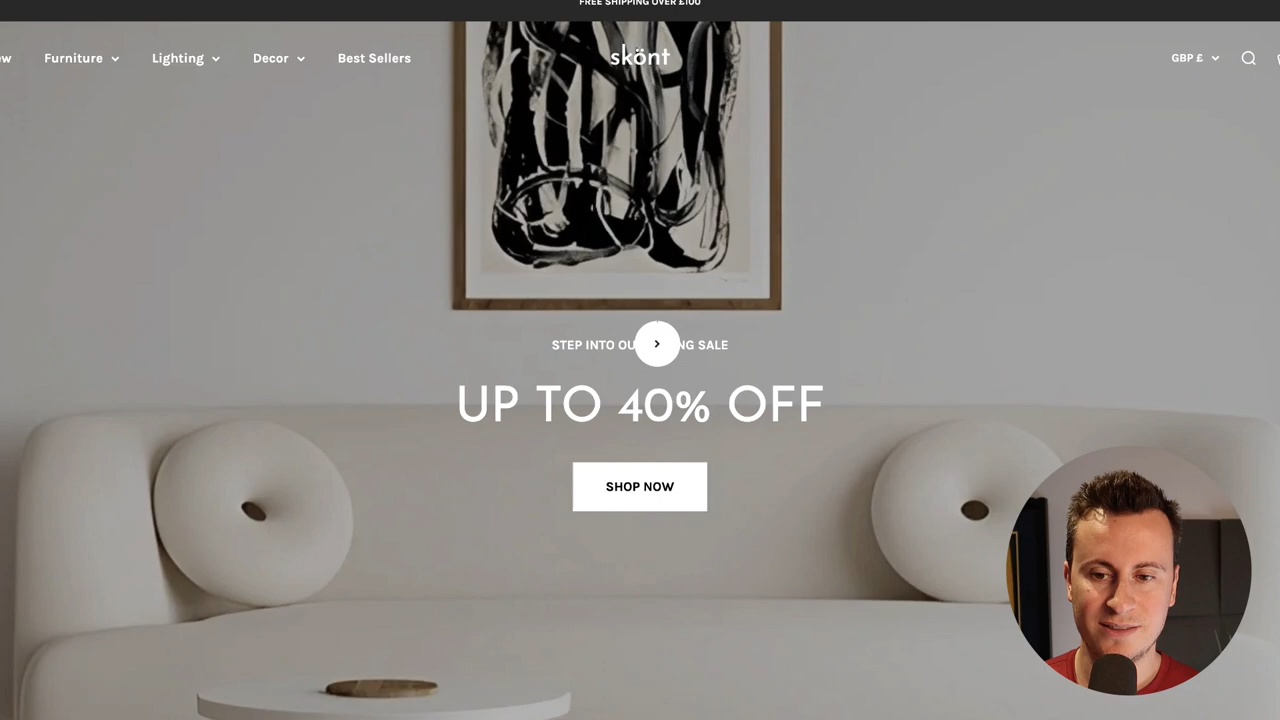 FREE SHIPPING OVER £100
ew
Furniture
Lighting
Decor
Best Sellers
skönt
GBP £
STEP INTO OU NG SALE
UP TO 40% OFF
SHOP NOW